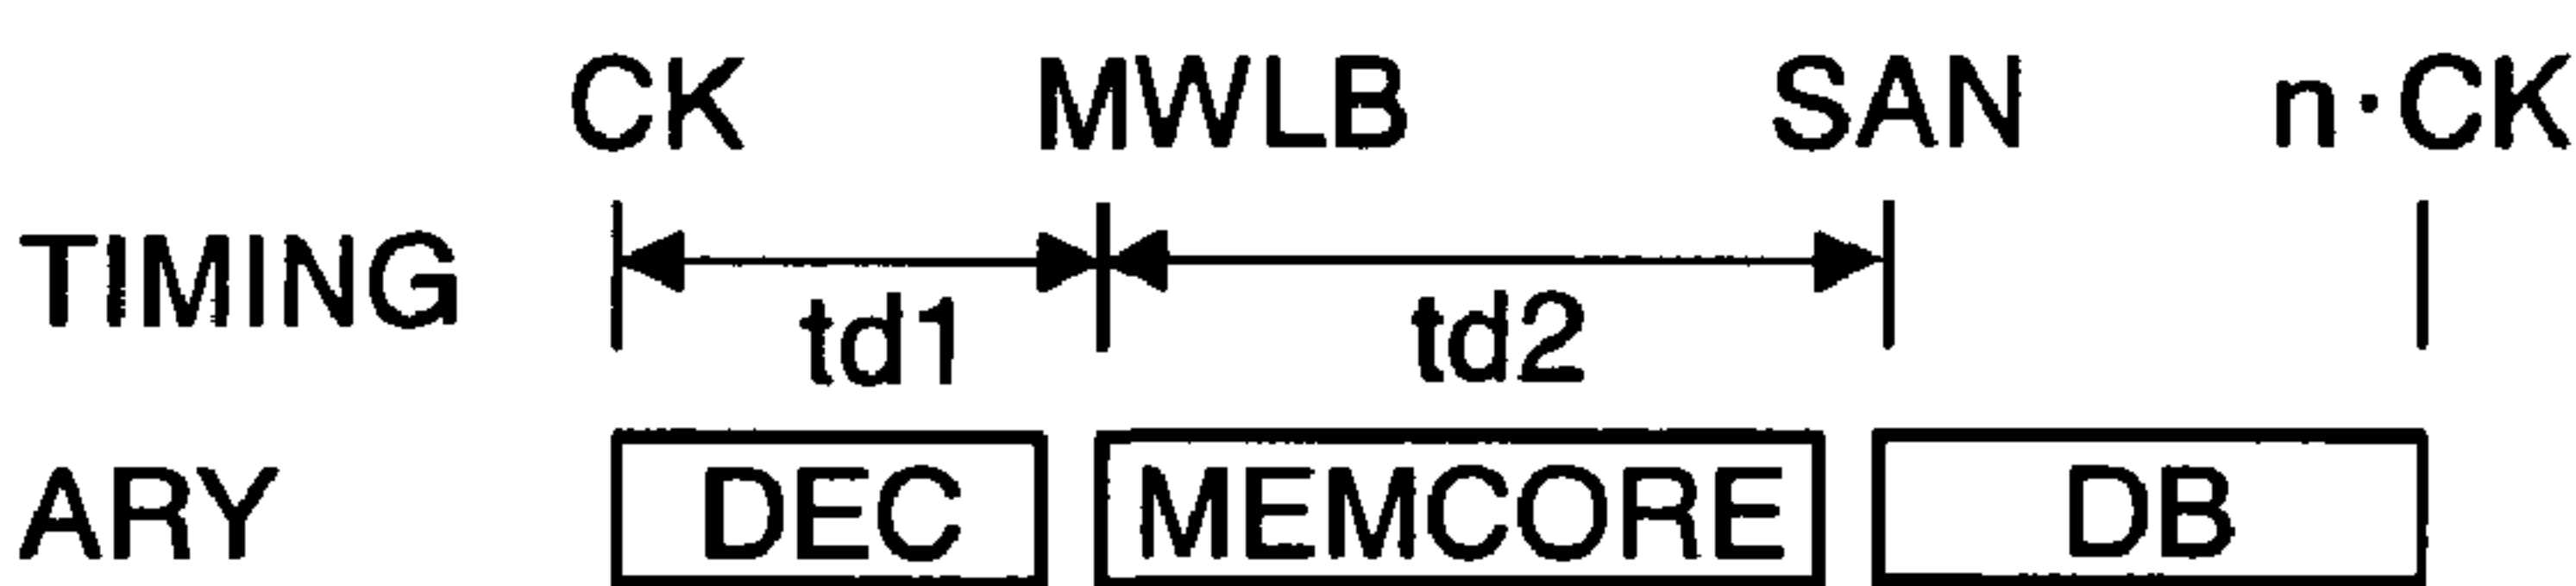 CK MWLB SAN n·CK
TIMING
td1 td2
ARY DEC MEMCORE DB